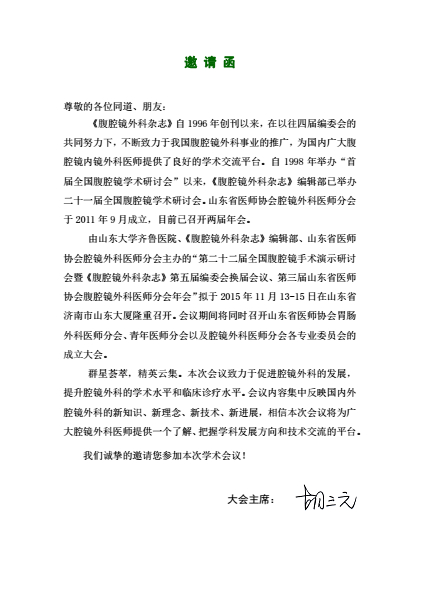 邀 请 函
尊敬的各位同道、朋友：
《腹腔镜外科杂志》自 1996 年创刊以来，在以往四届编委会的
共同努力下，不断致力于我国腹腔镜外科事业的推广，为国内广大腹
腔镜内镜外科医师提供了良好的学术交流平台。自 1998 年举办“首
届全国腹腔镜学术研讨会”以来，《腹腔镜外科杂志》编辑部已举办
二十一届全国腹腔镜学术研讨会。山东省医师协会腔镜外科医师分会
于 2011 年 9 月成立，目前已召开两届年会。
由山东大学齐鲁医院、《腹腔镜外科杂志》编辑部、山东省医师
协会腔镜外科医师分会主办的“第二十二届全国腹腔镜手术演示研讨
会暨《腹腔镜外科杂志》第五届编委会换届会议、第三届山东省医师
协会腹腔镜外科医师分会年会”拟于 2015 年 11 月 13-15 日在山东省
济南市山东大厦隆重召开。会议期间将同时召开山东省医师协会胃肠
外科医师分会、青年医师分会以及腔镜外科医师分会各专业委员会的
成立大会。
群星荟萃，精英云集。本次会议致力于促进腔镜外科的发展，
提升腔镜外科的学术水平和临床诊疗水平。会议内容集中反映国内外
腔镜外科的新知识、新理念、新技术、新进展，相信本次会议将为广
大腔镜外科医师提供一个了解、把握学科发展方向和技术交流的平台。
我们诚挚的邀请您参加本次学术会议！
大会主席： 胡三元